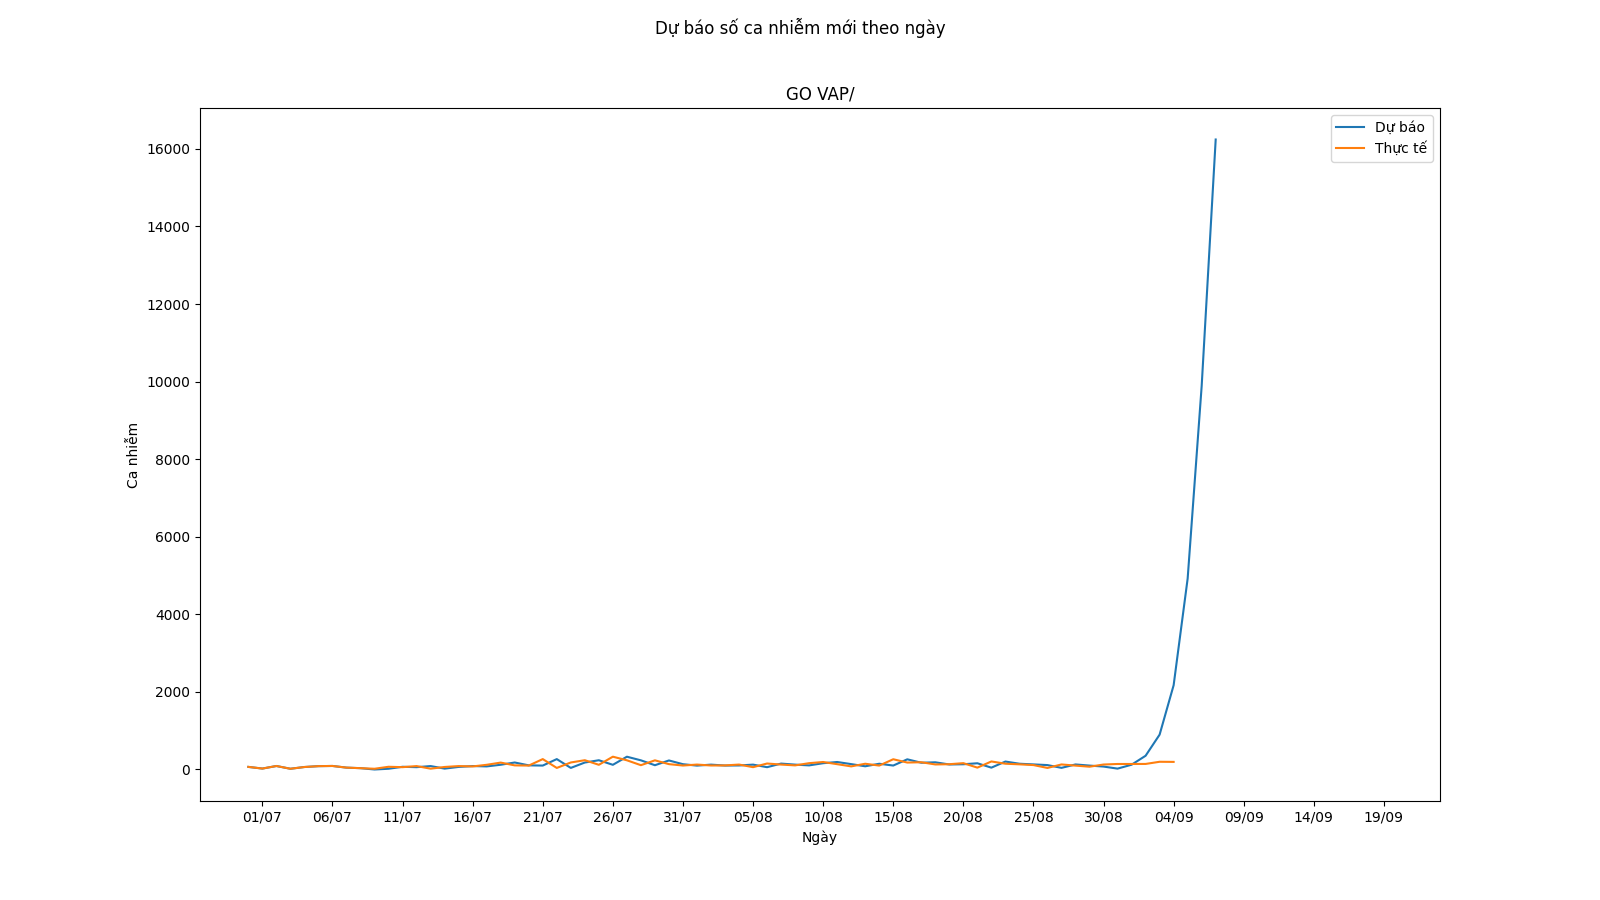 Dự báo số ca nhiễm mới theo ngày
GO VAP/
Dự báo
Thực tế
16000
14000
12000
10000
8000
6000
4000
2000
0
Ca nhiễm
01/07 06/07 11/07 16/07 21/07 26/07 31/07 05/08 10/08 15/08 20/08 25/08 30/08 04/09 09/09 14/09 19/09
Ngày